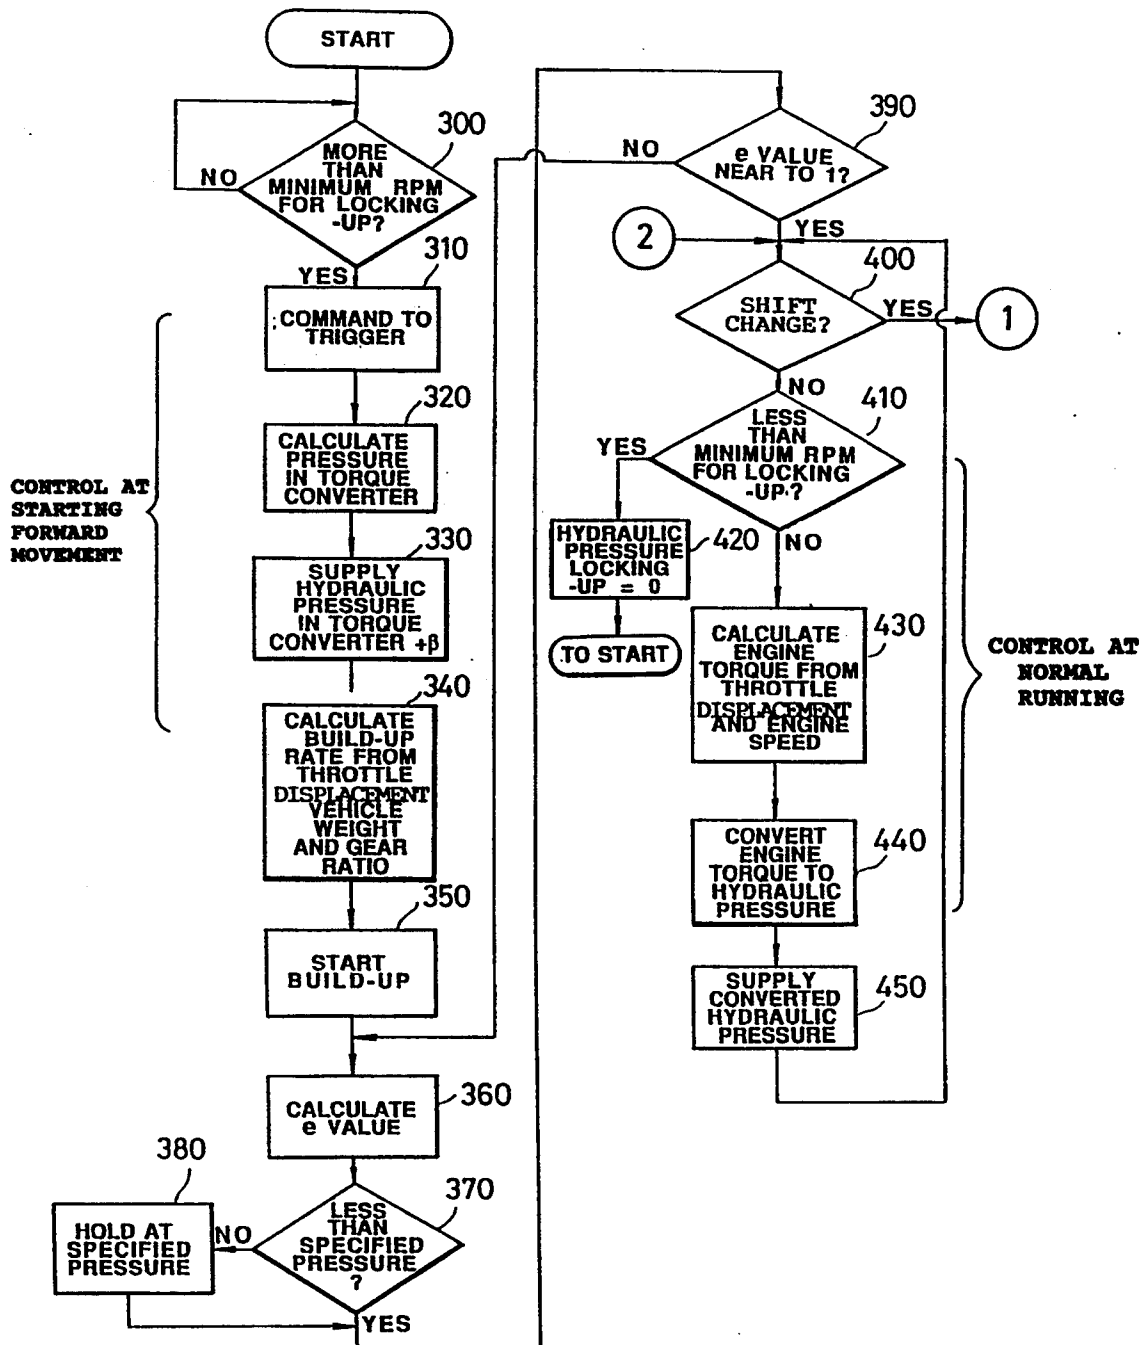 START
300
MORE
THAN
MINIMUM RPM
FOR LOCKING
-UP?
NO
YES
310
COMMAND TO
TRIGGER
320
CALCULATE
PRESSURE
IN TORQUE
CONVERTER
CONTROL AT
STARTING
FORWARD
MOVEMENT
330
SUPPLY
HYDRAULIC
PRESSURE
IN TORQUE
CONVERTER +β
340
CALCULATE
BUILD-UP
RATE FROM
THROTTLE
DISPLACEMENT
VEHICLE
WEIGHT
AND GEAR
RATIO
350
START
BUILD-UP
360
CALCULATE
e VALUE
370
LESS
THAN
SPECIFIED
PRESSURE
?
NO
380
HOLD AT
SPECIFIED
PRESSURE
YES
390
e VALUE
NEAR TO 1?
NO
YES
2
400
SHIFT
CHANGE?
YES
1
NO
410
LESS
THAN
MINIMUM RPM
FOR LOCKING
-UP?
YES
NO
420
HYDRAULIC
PRESSURE
LOCKING
-UP = 0
TO START
430
CALCULATE
ENGINE
TORQUE FROM
THROTTLE
DISPLACEMENT
AND ENGINE
SPEED
CONTROL AT
NORMAL
RUNNING
440
CONVERT
ENGINE
TORQUE TO
HYDRAULIC
PRESSURE
450
SUPPLY
CONVERTED
HYDRAULIC
PRESSURE